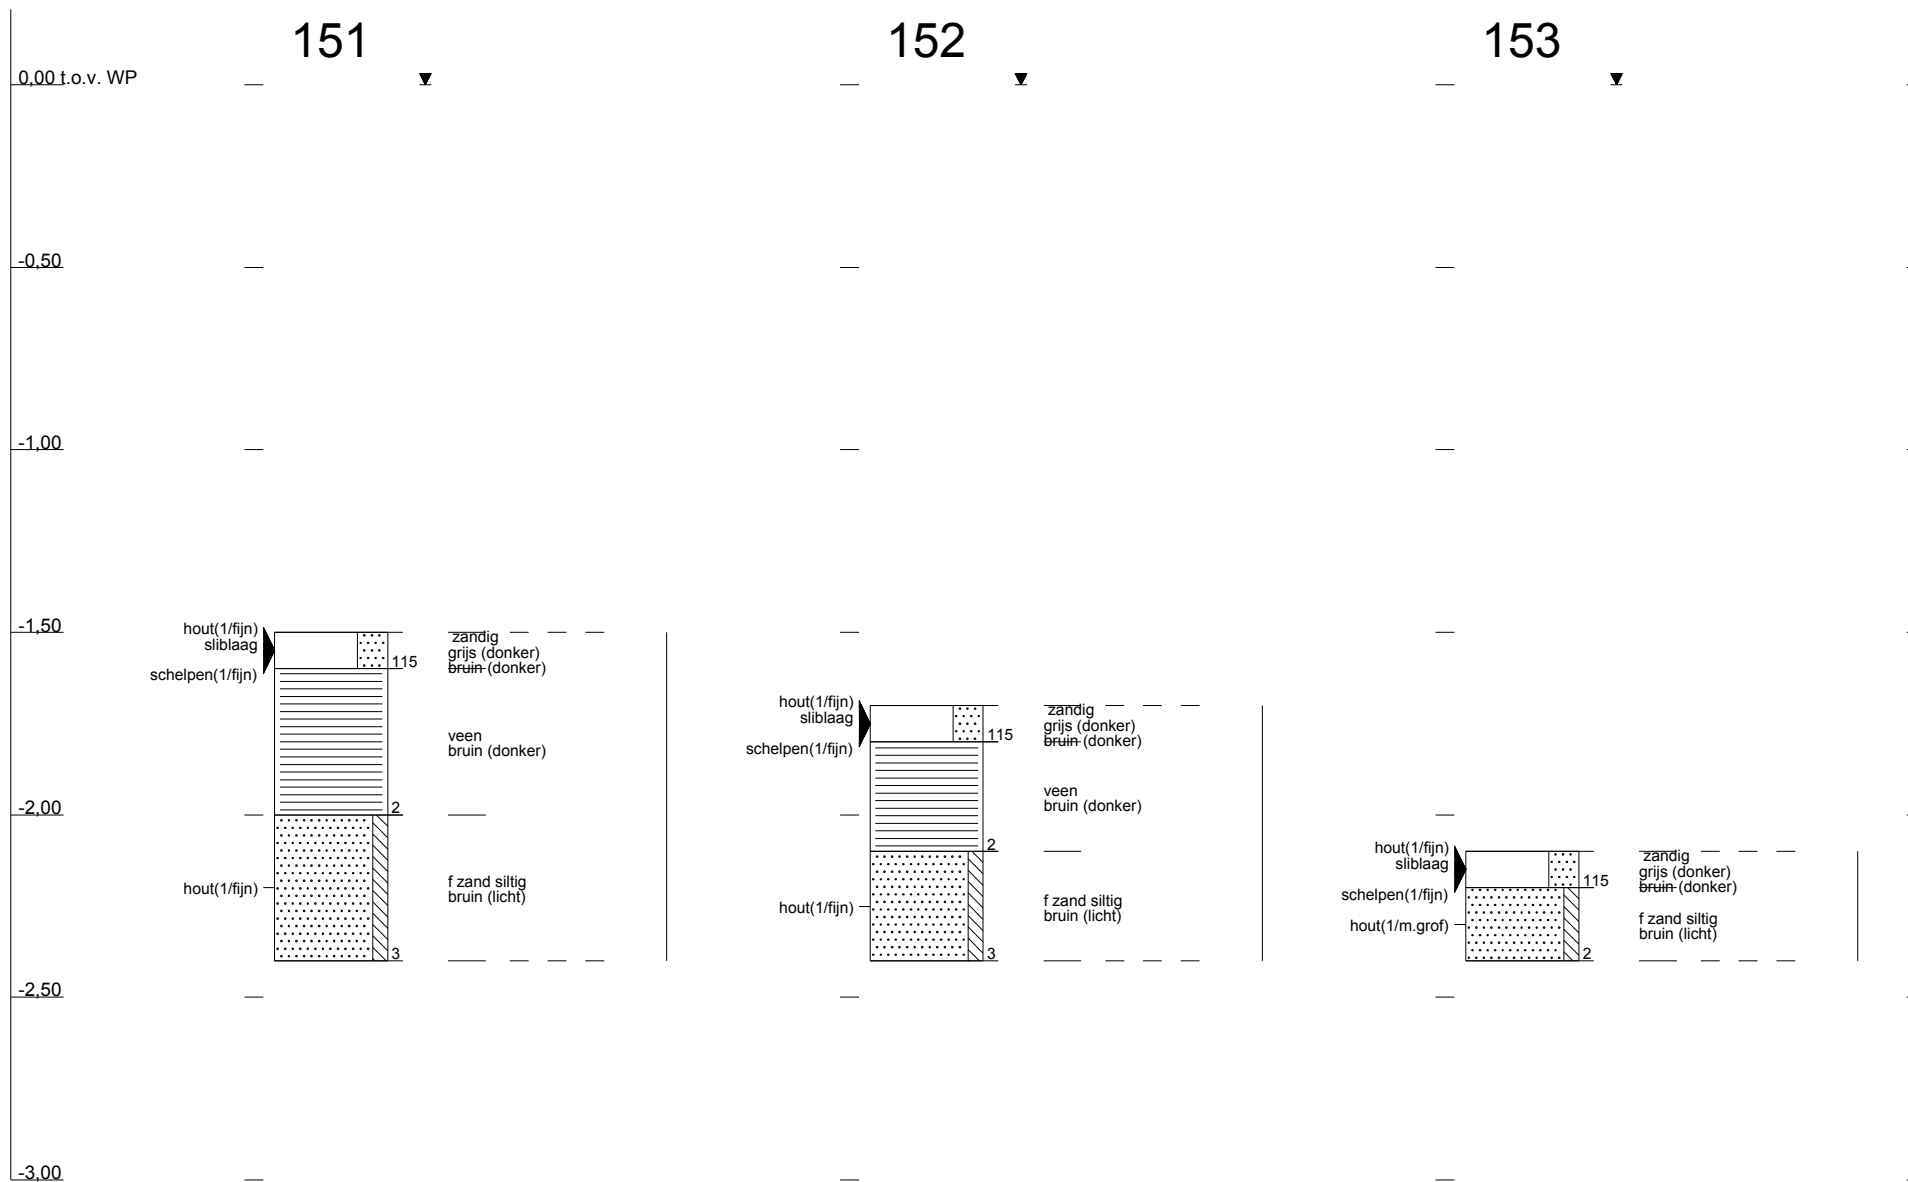 151
152
153
0,00 t.o.v. WP
-0,50
-1,00
-1,50
-2,00
-2,50
-3,00
hout(1/fijn)
sliblaag
schelpen(1/fijn)
115
zandig
grijs (donker)
bruin (donker)
veen
bruin (donker)
2
hout(1/fijn)
f zand siltig
bruin (licht)
3
hout(1/fijn)
sliblaag
schelpen(1/fijn)
115
zandig
grijs (donker)
bruin (donker)
veen
bruin (donker)
2
hout(1/fijn)
f zand siltig
bruin (licht)
3
hout(1/fijn)
sliblaag
schelpen(1/fijn)
115
zandig
grijs (donker)
bruin (donker)
hout(1/m.grof)
f zand siltig
bruin (licht)
2